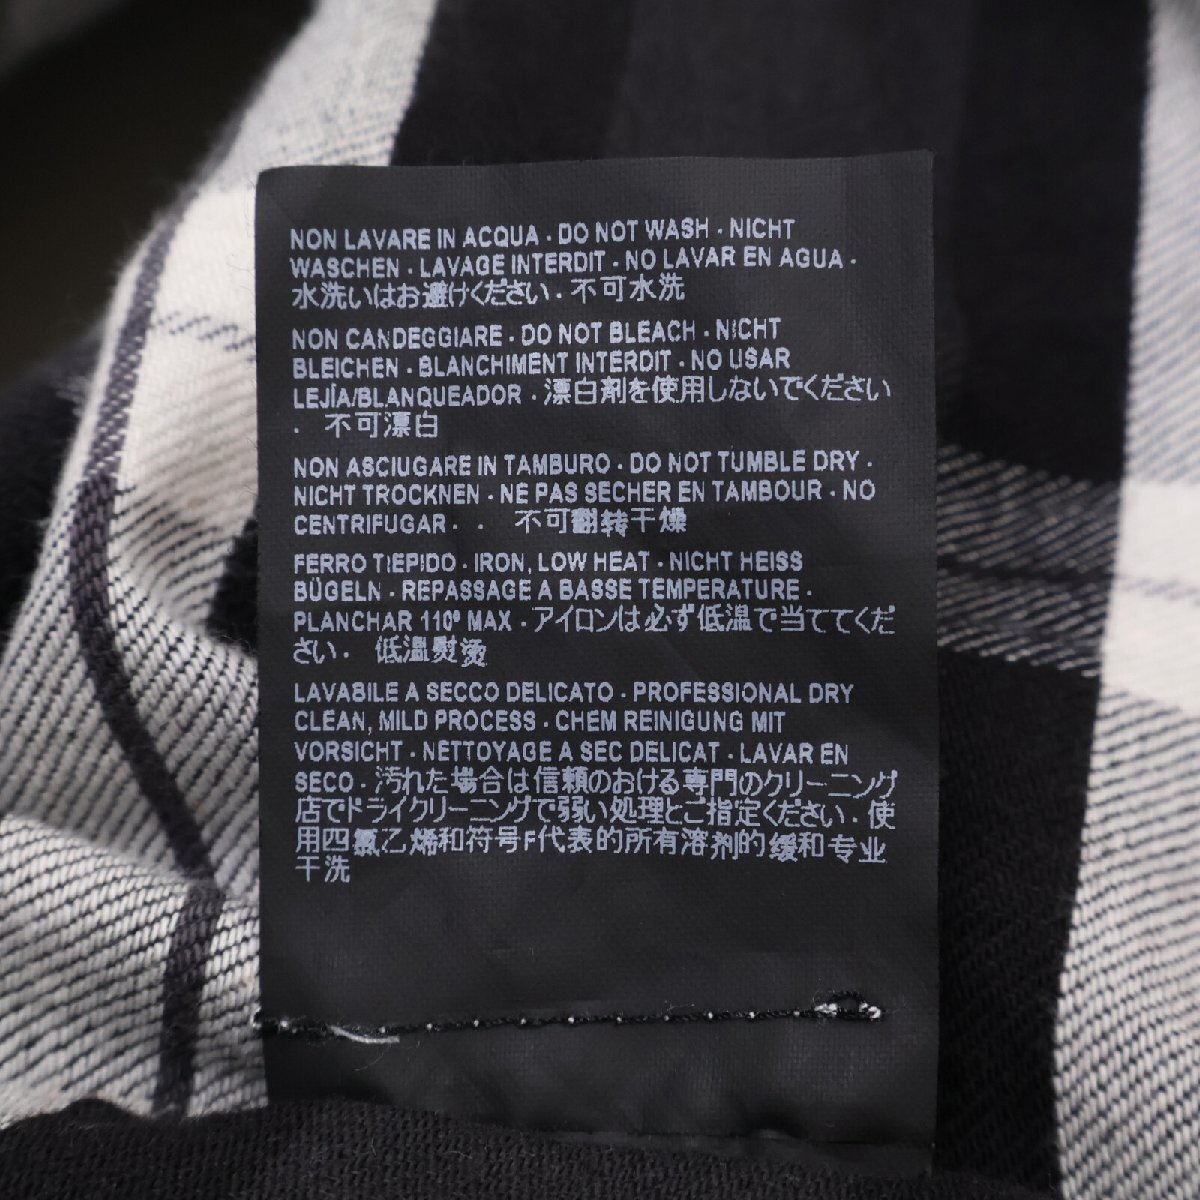 NON LAVARE IN ACQUA - DO NOT WASH - NICHT
WASCHEN - LAVAGE INTERDIT - NO LAVAR EN AGUA -
水洗いはお避けください - 不可水洗
NON CANDEGGIARE - DO NOT BLEACH - NICHT
BLEICHEN - BLANCHIMENT INTERDIT - NO USAR
LEJÍA/BLANQUEADOR - 漂白剤を使用しないでください
- 不可漂白
NON ASCIUGARE IN TAMBURO - DO NOT TUMBLE DRY -
NICHT TROCKNEN - NE PAS SECHER EN TAMBOUR - NO
CENTRIFUGAR - - 不可翻转干燥
FERRO TIEPIDO - IRON, LOW HEAT - NICHT HEISS
BÜGELN - REPASSAGE A BASSE TEMPERATURE -
PLANCHAR 110º MAX - アイロンは必ず低温で当ててくだ
さい - 低温熨烫
LAVABILE A SECCO DELICATO - PROFESSIONAL DRY
CLEAN, MILD PROCESS - CHEM REINIGUNG MIT
VORSICHT - NETTOYAGE A SEC DELICAT - LAVAR EN
SECO - 汚れた場合は信頼のおける専門のクリーニング
店でドライクリーニングで弱い処理とご指定ください - 使
用四氯乙烯和符号F代表的所有溶剂的缓和专业
干洗